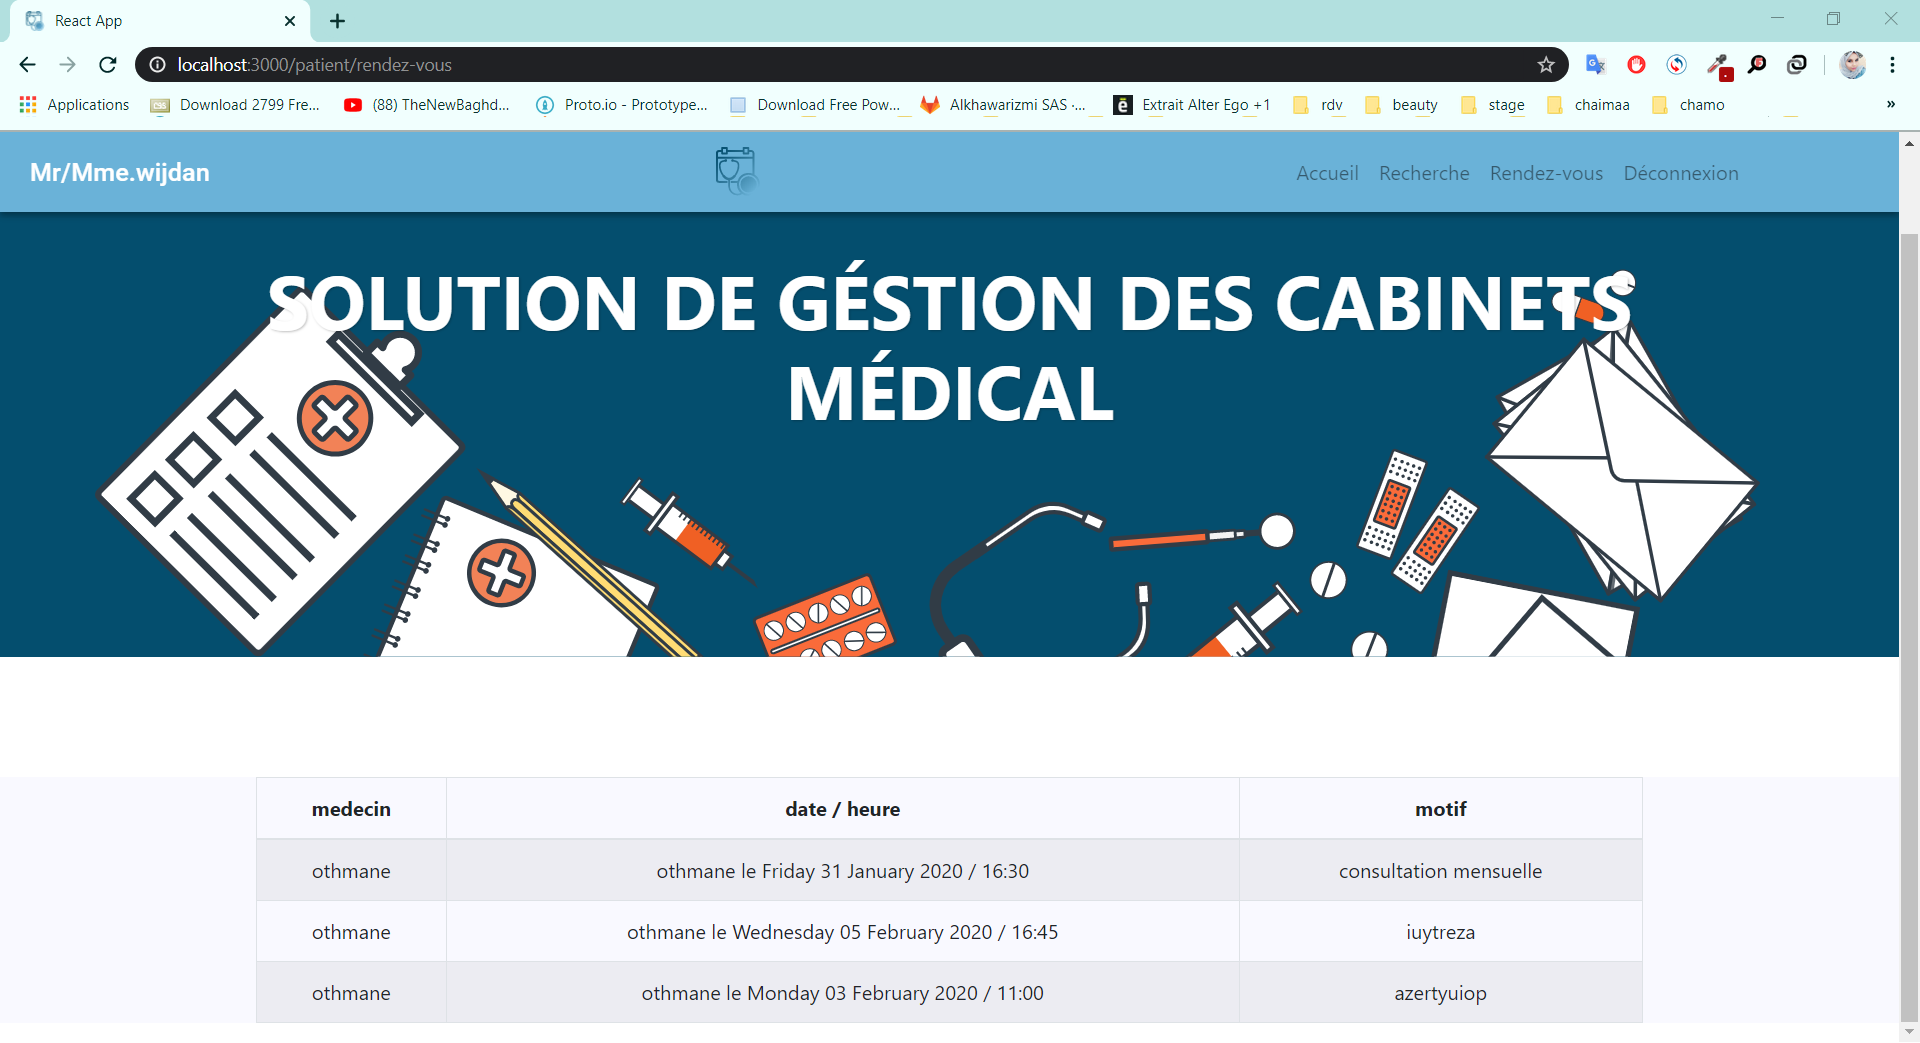 React App
localhost:3000/patient/rendez-vous
Applications Download 2799 Fre... (88) TheNewBaghd... Proto.io - Prototype... Download Free Pow... Alkhawarizmi SAS ·... Extrait Alter Ego +1 rdv beauty stage chaimaa chamo »
Mr/Mme.wijdan Accueil Recherche Rendez-vous Déconnexion
SOLUTION DE GÉSTION DES CABINETS
MÉDICAL
medecin date / heure motif
othmane othmane le Friday 31 January 2020 / 16:30 consultation mensuelle
othmane othmane le Wednesday 05 February 2020 / 16:45 iuytreza
othmane othmane le Monday 03 February 2020 / 11:00 azertyuiop